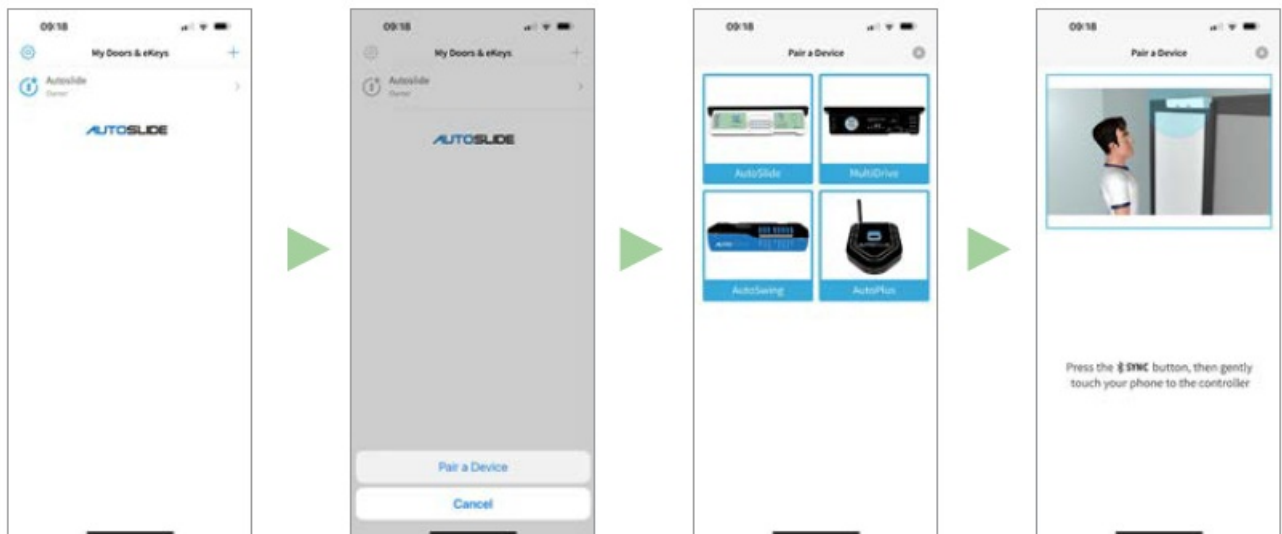 09:18
My Doors & eKeys
Autoslide
Owner
AUTOSLIDE
09:18
My Doors & eKeys
Autoslide
Owner
AUTOSLIDE
Pair a Device
Cancel
09:18
Pair a Device
AutoSlide
MultiDrive
AutoSwing
AutoPlus
09:18
Pair a Device
Press the SYNC button, then gently
touch your phone to the controller